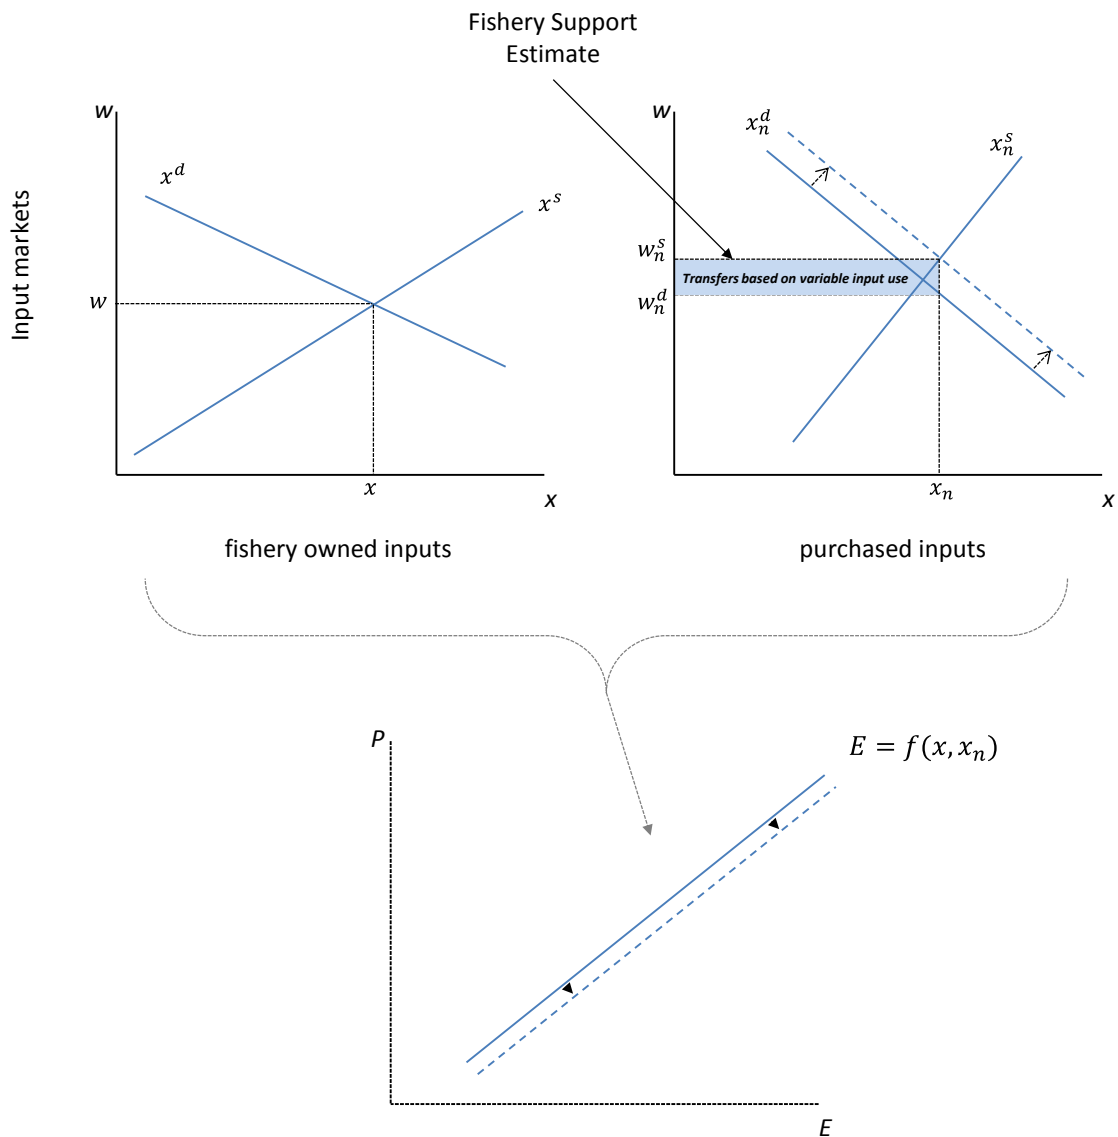 Fishery Support
Estimate
w
x^d
x^s
Input markets
w
x
x
w
x_n^d
x_n^s
w_n^s
Transfers based on variable input use
w_n^d
x_n
x
fishery owned inputs
purchased inputs
P
E = f(x, x_n)
E